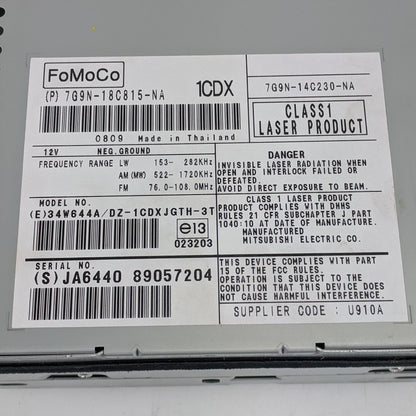 FoMoCo
(P) 7G9N-18C815-NA 1CDX
7G9N-14C230-NA
0809 Made in Thailand
CLASS1
LASER PRODUCT
12V NEG.GROUND
FREQUENCY RANGE LW 153- 282KHz
AM(MW) 522- 1720KHz
FM 76.0-108.0MHz
DANGER
INVISIBLE LASER RADIATION WHEN
OPEN AND INTERLOCK FAILED OR
DEFEATED.
AVOID DIRECT EXPOSURE TO BEAM.
MODEL NO.
(E)34W644A/DZ-1CDXJGTH-3T
e13
023203
CLASS 1 LASER PRODUCT
PRODUCT COMPLIES WITH DHHS
RULES 21 CFR SUBCHAPTER J PART
1040:10 AT DATE OF MANUFACTURE.
MANUFACTURED
MITSUBISHI ELECTRIC CO.
SERIAL NO.
(S)JA6440 89057204
THIS DEVICE COMPLIES WITH PART
15 OF THE FCC RULES.
OPERATION IS SUBJECT TO THE
CONDITION THAT THIS DEVICE DOES
NOT CAUSE HARMFUL INTERFERENCE.
SUPPLIER CODE : U910A